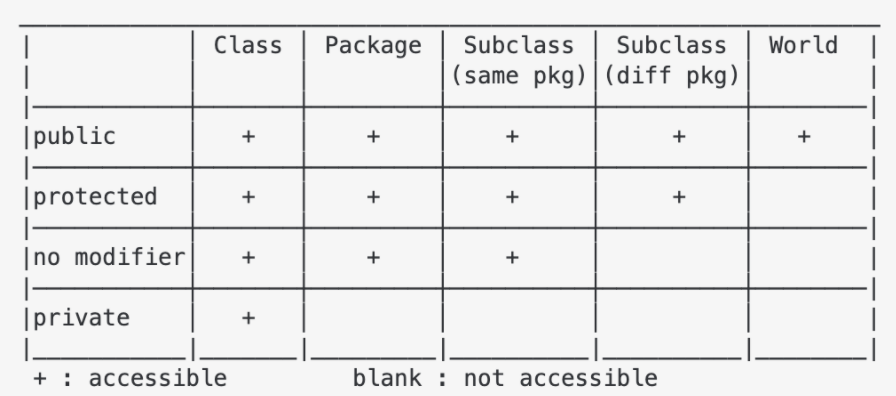 Class Package Subclass Subclass World
(same pkg) (diff pkg)
public + + + + +
protected + + + +
no modifier + + +
private +
+ : accessible blank : not accessible